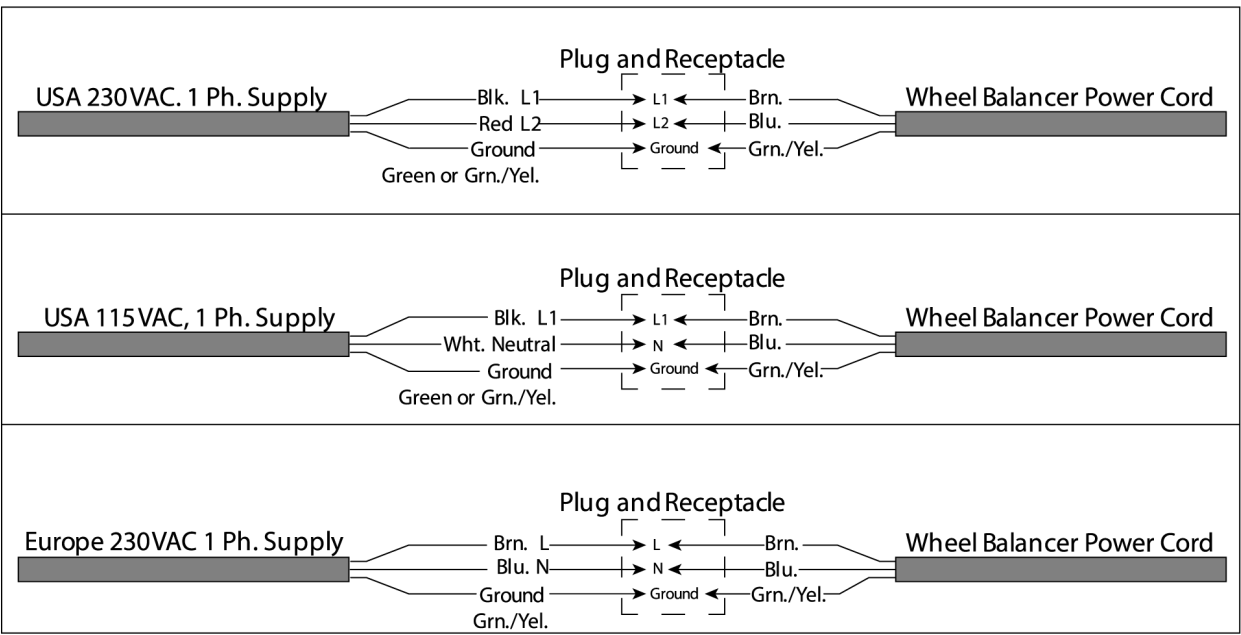 Plug and Receptacle
USA 230VAC. 1 Ph. Supply
Blk. L1
L1
Brn.
Wheel Balancer Power Cord
Red L2
L2
Blu.
Ground
Ground
Grn./Yel.
Green or Grn./Yel.
Plug and Receptacle
USA 115VAC, 1 Ph. Supply
Blk. L1
L1
Brn.
Wheel Balancer Power Cord
Wht. Neutral
N
Blu.
Ground
Ground
Grn./Yel.
Green or Grn./Yel.
Plug and Receptacle
Europe 230VAC 1 Ph. Supply
Brn. L
L
Brn.
Wheel Balancer Power Cord
Blu. N
N
Blu.
Ground
Ground
Grn./Yel.
Grn./Yel.